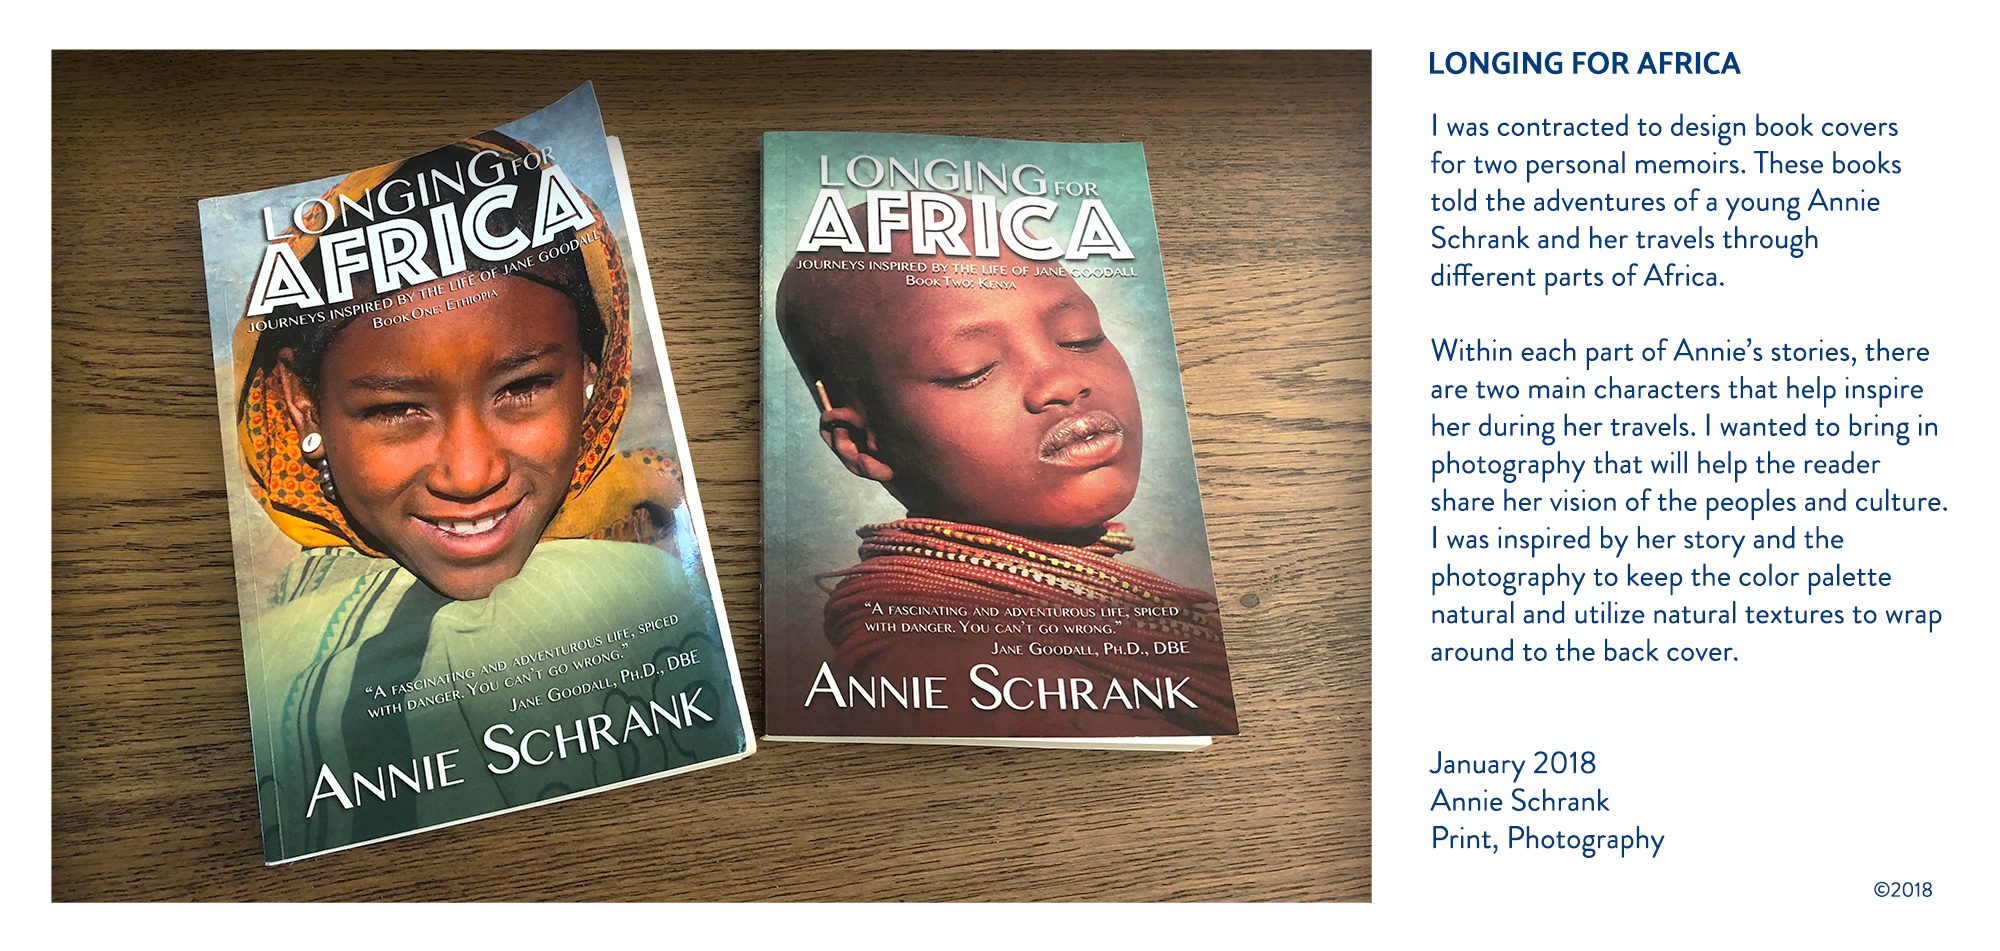 LONGING FOR
AFRICA
JOURNEYS INSPIRED BY THE LIFE OF JANE GOODALL
BOOK ONE: ETHIOPIA
"A FASCINATING AND ADVENTUROUS LIFE, SPICED
WITH DANGER. YOU CAN'T GO WRONG."
JANE GOODALL, PH.D., DBE
ANNIE SCHRANK
LONGING FOR
AFRICA
JOURNEYS INSPIRED BY THE LIFE OF JANE GOODALL
BOOK TWO: KENYA
"A FASCINATING AND ADVENTUROUS LIFE, SPICED
WITH DANGER. YOU CAN'T GO WRONG."
JANE GOODALL, PH.D., DBE
ANNIE SCHRANK
LONGING FOR AFRICA
I was contracted to design book covers
for two personal memoirs. These books
told the adventures of a young Annie
Schrank and her travels through
different parts of Africa.
Within each part of Annie's stories, there
are two main characters that help inspire
her during her travels. I wanted to bring in
photography that will help the reader
share her vision of the peoples and culture.
I was inspired by her story and the
photography to keep the color palette
natural and utilize natural textures to wrap
around to the back cover.
January 2018
Annie Schrank
Print, Photography
©2018